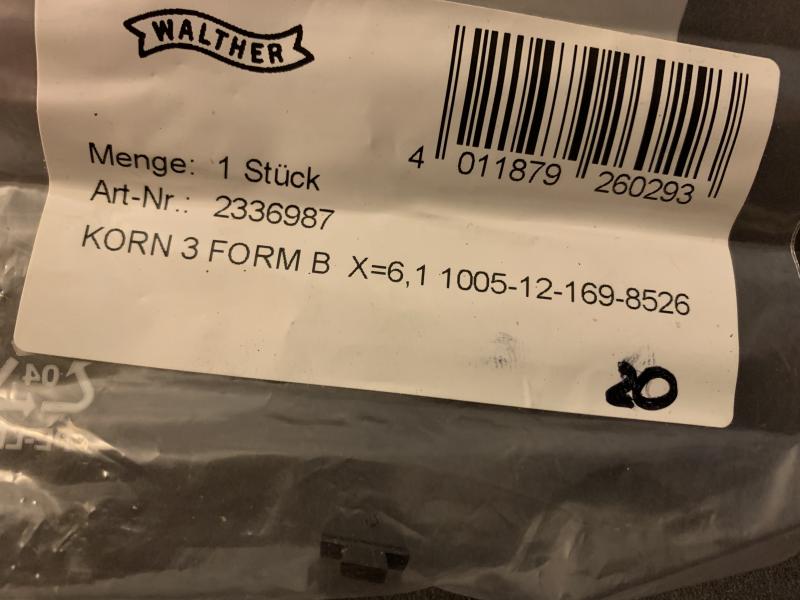 WALTHER
4 011879 260293
Menge: 1 Stück
Art-Nr.: 2336987
KORN 3 FORM B X=6,1 1005-12-169-8526
20
04